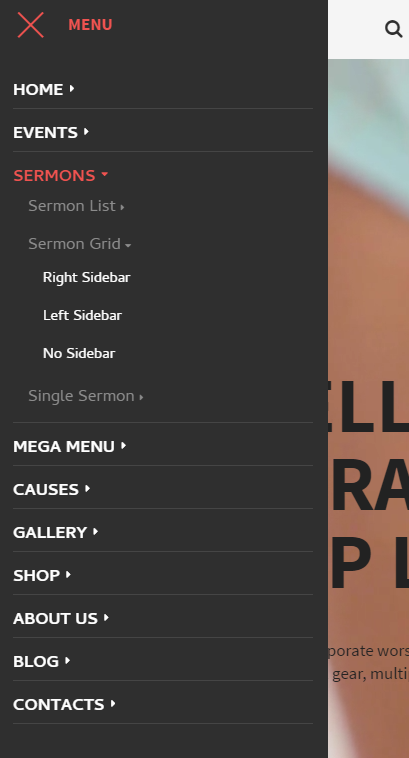 MENU
HOME
EVENTS
SERMONS
Sermon List
Sermon Grid
Right Sidebar
Left Sidebar
No Sidebar
Single Sermon
MEGA MENU
CAUSES
GALLERY
SHOP
ABOUT US
BLOG
CONTACTS
ELL
RA
P L
porate wors
gear, multi